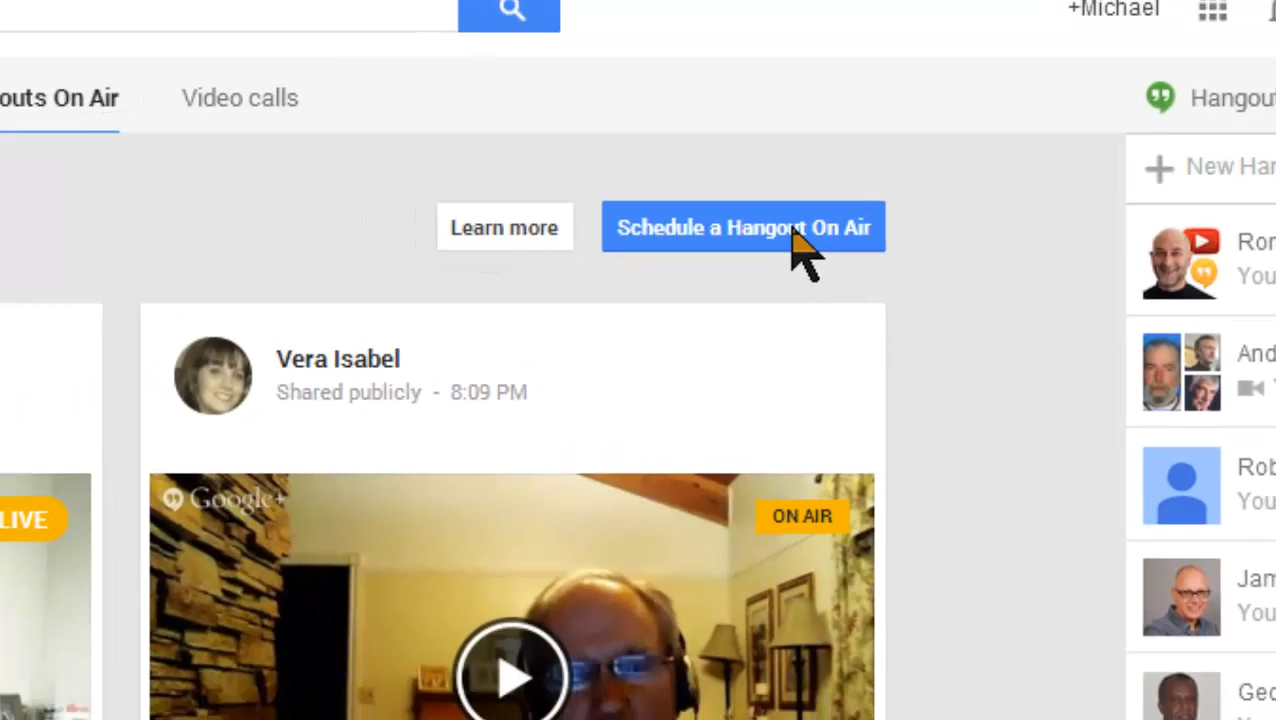 +Michael
outs On Air
Video calls
Hangout
New Han
Learn more
Schedule a Hangout On Air
Ron
You
Vera Isabel
Shared publicly - 8:09 PM
And
Rob
You
Google+
ON AIR
LIVE
Jam
You
Geo